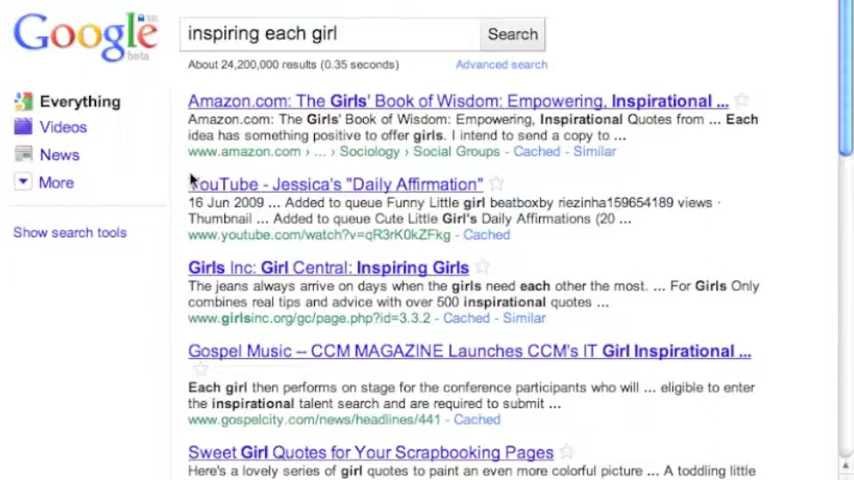 Google beta
inspiring each girl
Search
About 24,200,000 results (0.35 seconds)
Advanced search
Everything
Videos
News
More
Show search tools
Amazon.com: The Girls' Book of Wisdom: Empowering, Inspirational ...
Amazon.com: The Girls' Book of Wisdom: Empowering, Inspirational Quotes from ... Each
idea has something positive to offer girls. I intend to send a copy to ...
www.amazon.com › ... › Sociology › Social Groups - Cached - Similar
YouTube - Jessica's "Daily Affirmation"
16 Jun 2009 ... Added to queue Funny Little girl beatboxby riezinha159654189 views ·
Thumbnail ... Added to queue Cute Little Girl's Daily Affirmations (20 ...
www.youtube.com/watch?v=qR3rK0kZFkg - Cached
Girls Inc: Girl Central: Inspiring Girls
The jeans always arrive on days when the girls need each other the most. ... For Girls Only
combines real tips and advice with over 500 inspirational quotes ...
www.girlsinc.org/gc/page.php?id=3.3.2 - Cached - Similar
Gospel Music -- CCM MAGAZINE Launches CCM's IT Girl Inspirational ...
Each girl then performs on stage for the conference participants who will ... eligible to enter
the inspirational talent search and are required to submit ...
www.gospelcity.com/news/headlines/441 - Cached
Sweet Girl Quotes for Your Scrapbooking Pages
Here's a lovely series of girl quotes to paint an even more colorful picture ... A toddling little